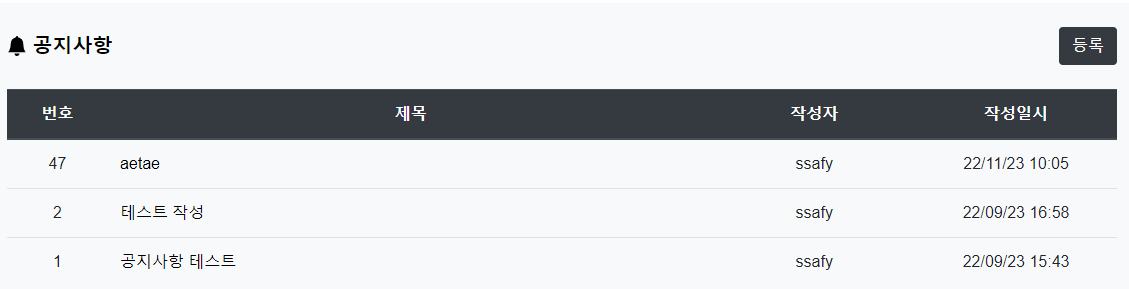 공지사항 등록
번호 제목 작성자 작성일시
47 aetae ssafy 22/11/23 10:05
2 테스트 작성 ssafy 22/09/23 16:58
1 공지사항 테스트 ssafy 22/09/23 15:43